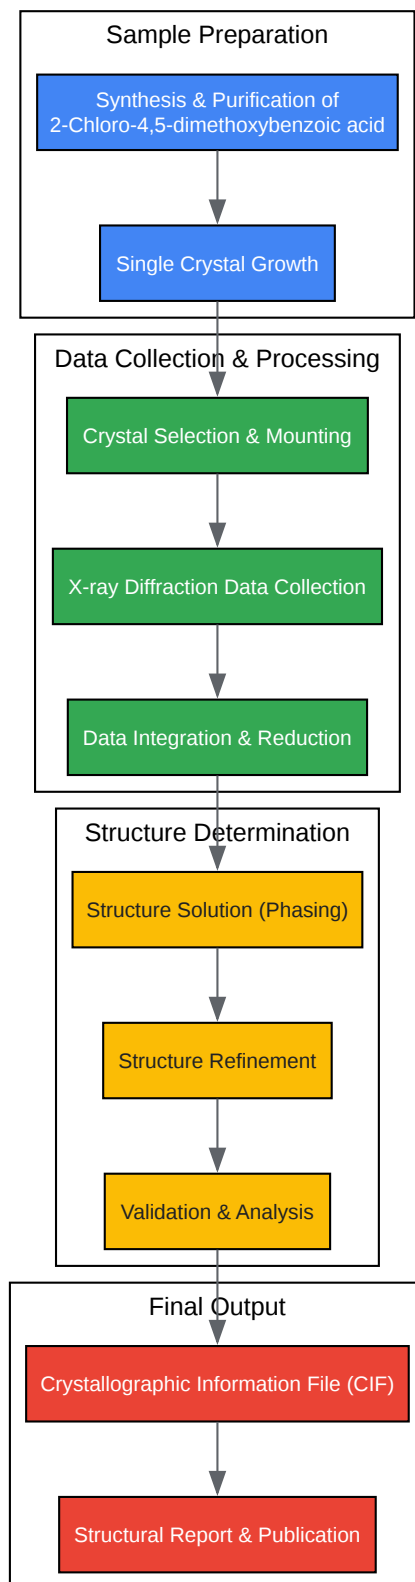 Sample Preparation
Synthesis & Purification of
2-Chloro-4,5-dimethoxybenzoic acid
Single Crystal Growth
Data Collection & Processing
Crystal Selection & Mounting
X-ray Diffraction Data Collection
Data Integration & Reduction
Structure Determination
Structure Solution (Phasing)
Structure Refinement
Validation & Analysis
Final Output
Crystallographic Information File (CIF)
Structural Report & Publication